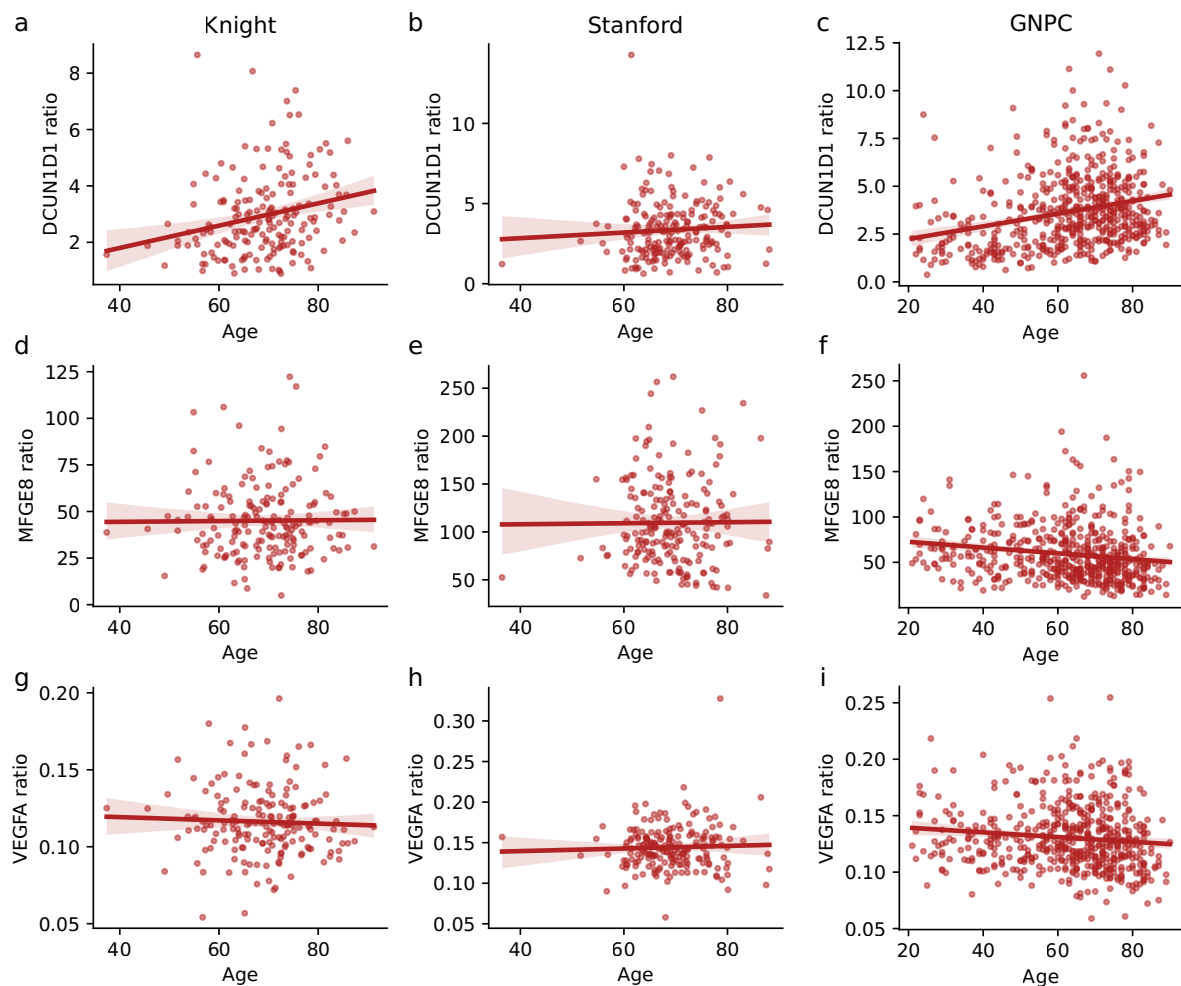 a Knight
b Stanford
c GNPC
DCUN1D1 ratio
8
6
4
2
40 60 80
Age
DCUN1D1 ratio
10
5
0
40 60 80
Age
DCUN1D1 ratio
12.5
10.0
7.5
5.0
2.5
0.0
20 40 60 80
Age
d
MFGE8 ratio
125
100
75
50
25
0
40 60 80
Age
e
MFGE8 ratio
250
200
150
100
50
40 60 80
Age
f
MFGE8 ratio
250
200
150
100
50
20 40 60 80
Age
g
VEGFA ratio
0.20
0.15
0.10
0.05
40 60 80
Age
h
VEGFA ratio
0.30
0.25
0.20
0.15
0.10
0.05
40 60 80
Age
i
VEGFA ratio
0.25
0.20
0.15
0.10
0.05
20 40 60 80
Age